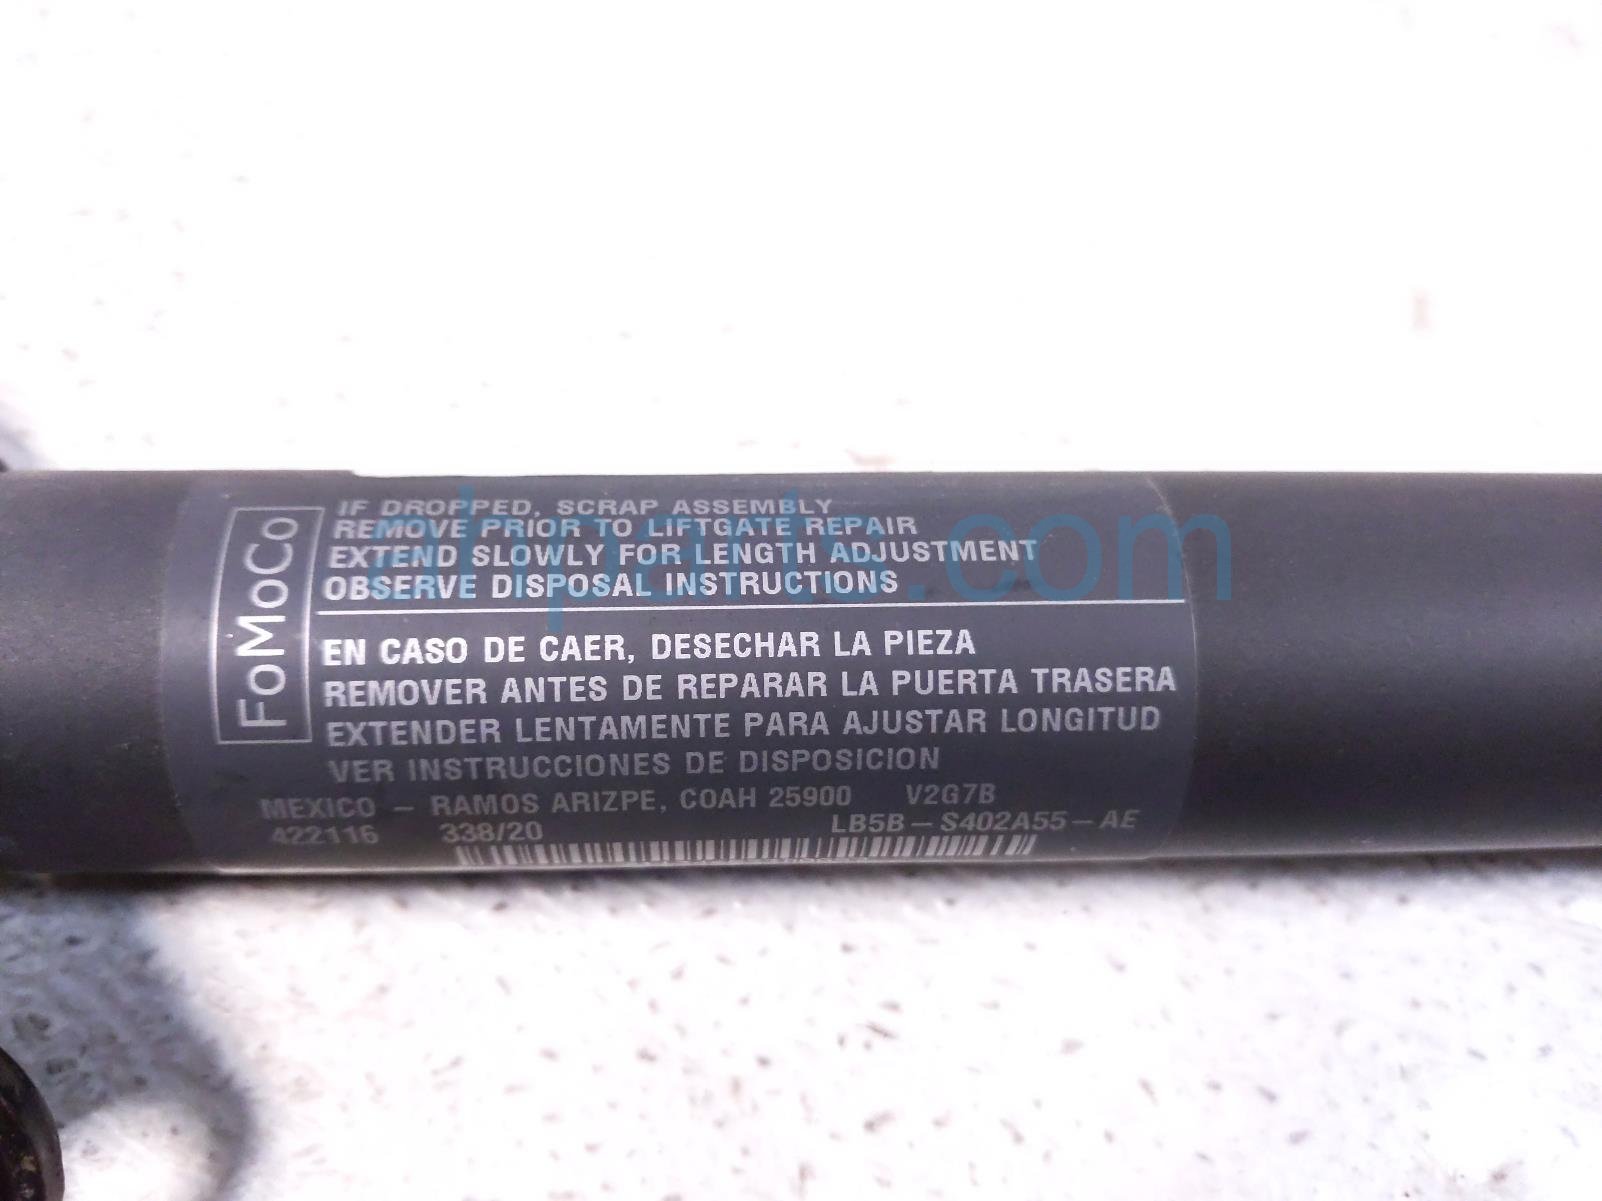 FoMoCo
IF DROPPED, SCRAP ASSEMBLY
REMOVE PRIOR TO LIFTGATE REPAIR
EXTEND SLOWLY FOR LENGTH ADJUSTMENT
OBSERVE DISPOSAL INSTRUCTIONS
EN CASO DE CAER, DESECHAR LA PIEZA
REMOVER ANTES DE REPARAR LA PUERTA TRASERA
EXTENDER LENTAMENTE PARA AJUSTAR LONGITUD
VER INSTRUCCIONES DE DISPOSICION
MEXICO - RAMOS ARIZPE, COAH 25900 V2G7B
422116 338/20 LB5B-S402A55-AE
ahparts.com